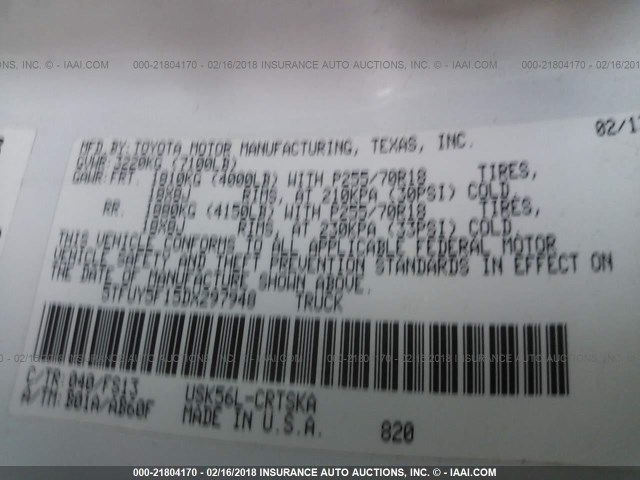 TIONS, INC. © - IAAI.COM 000-21804170 - 02/16/2018 INSURANCE AUTO AUCTIONS, INC. © - IAAI.COM 000-21804170 - 02/
02/1
MFD.BY:TOYOTA MOTOR MANUFACTURING, TEXAS, INC.
GVWR:3220KG (7100LB)
GAWR:FRT. 1810KG (4000LB) WITH P255/70R18 TIRES,
18X8J RIMS, AT 210KPA (30PSI) COLD,
RR. 1880KG (4150LB) WITH P255/70R18 TIRES,
18X8J RIMS, AT 230KPA (33PSI) COLD,
THIS VEHICLE CONFORMS TO ALL APPLICABLE FEDERAL MOTOR
VEHICLE SAFETY AND THEFT PREVENTION STANDARDS IN EFFECT ON
THE DATE OF MANUFACTURE SHOWN ABOVE.
5TFUY5F15DX297940 TRUCK
C/TR:040/FS13 USK56L-CRTSKA
A/TM:B01A/AB60F MADE IN U.S.A. 820
000-21804170 - 02/16/2018 INSURANCE AUTO AUCTIONS, INC. © - IAAI.COM